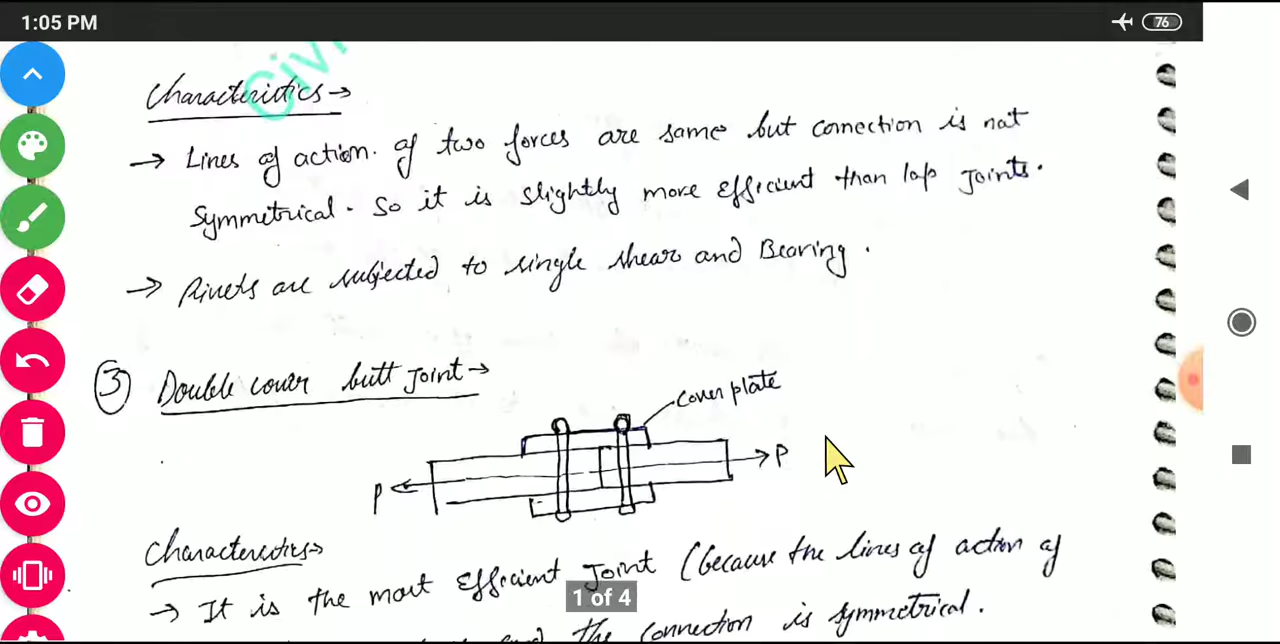 1:05 PM
76
Civi
Characteristics →
→ Lines of action. of two forces are same but connection is not
symmetrical. So it is slightly more efficient than lap Joints.
→ Rivets are subjected to single shear and Bearing.
③ Double cover butt Joint →
cover plate
P
P
Characteristics →
→ It is the most efficient Joint (because the lines of action of
1 of 4
and the connection is symmetrical.